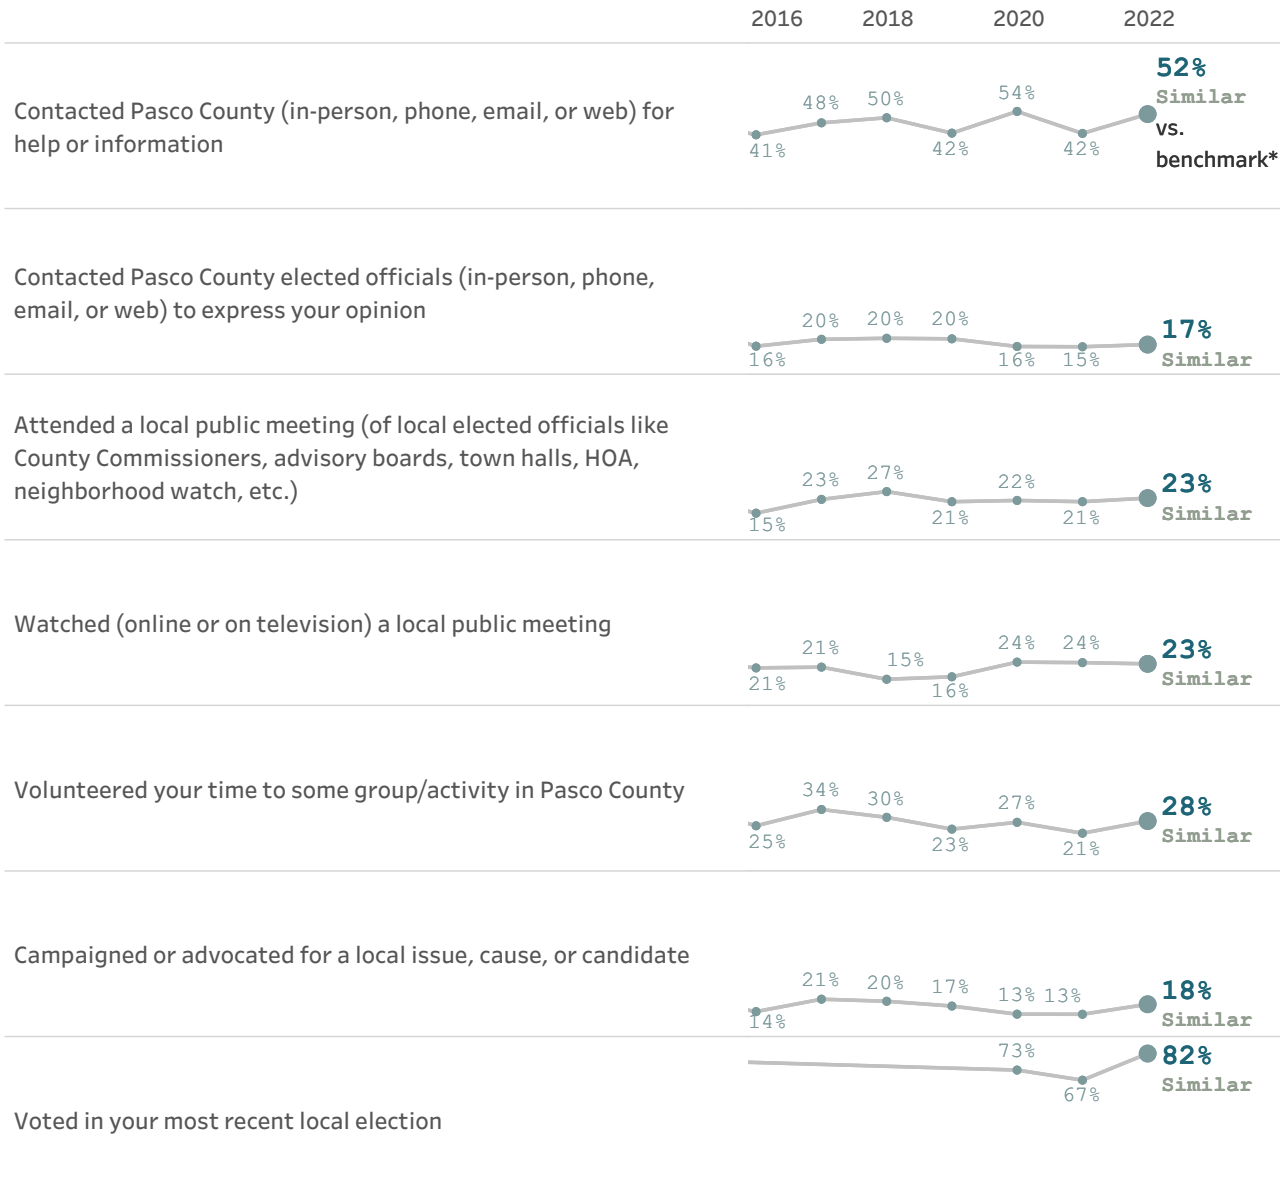 2016 2018 2020 2022
52%
Similar
vs.
benchmark*
Contacted Pasco County (in-person, phone, email, or web) for
help or information
48% 50% 54%
41% 42% 42%
Contacted Pasco County elected officials (in-person, phone,
email, or web) to express your opinion
20% 20% 20%
16% 16% 15%
17%
Similar
Attended a local public meeting (of local elected officials like
County Commissioners, advisory boards, town halls, HOA,
neighborhood watch, etc.)
23% 27% 22%
15% 21% 21%
23%
Similar
Watched (online or on television) a local public meeting
21% 15% 24% 24%
21% 16%
23%
Similar
Volunteered your time to some group/activity in Pasco County
34% 30% 27%
25% 23% 21%
28%
Similar
Campaigned or advocated for a local issue, cause, or candidate
21% 20% 17% 13% 13%
14%
18%
Similar
Voted in your most recent local election
73%
67%
82%
Similar